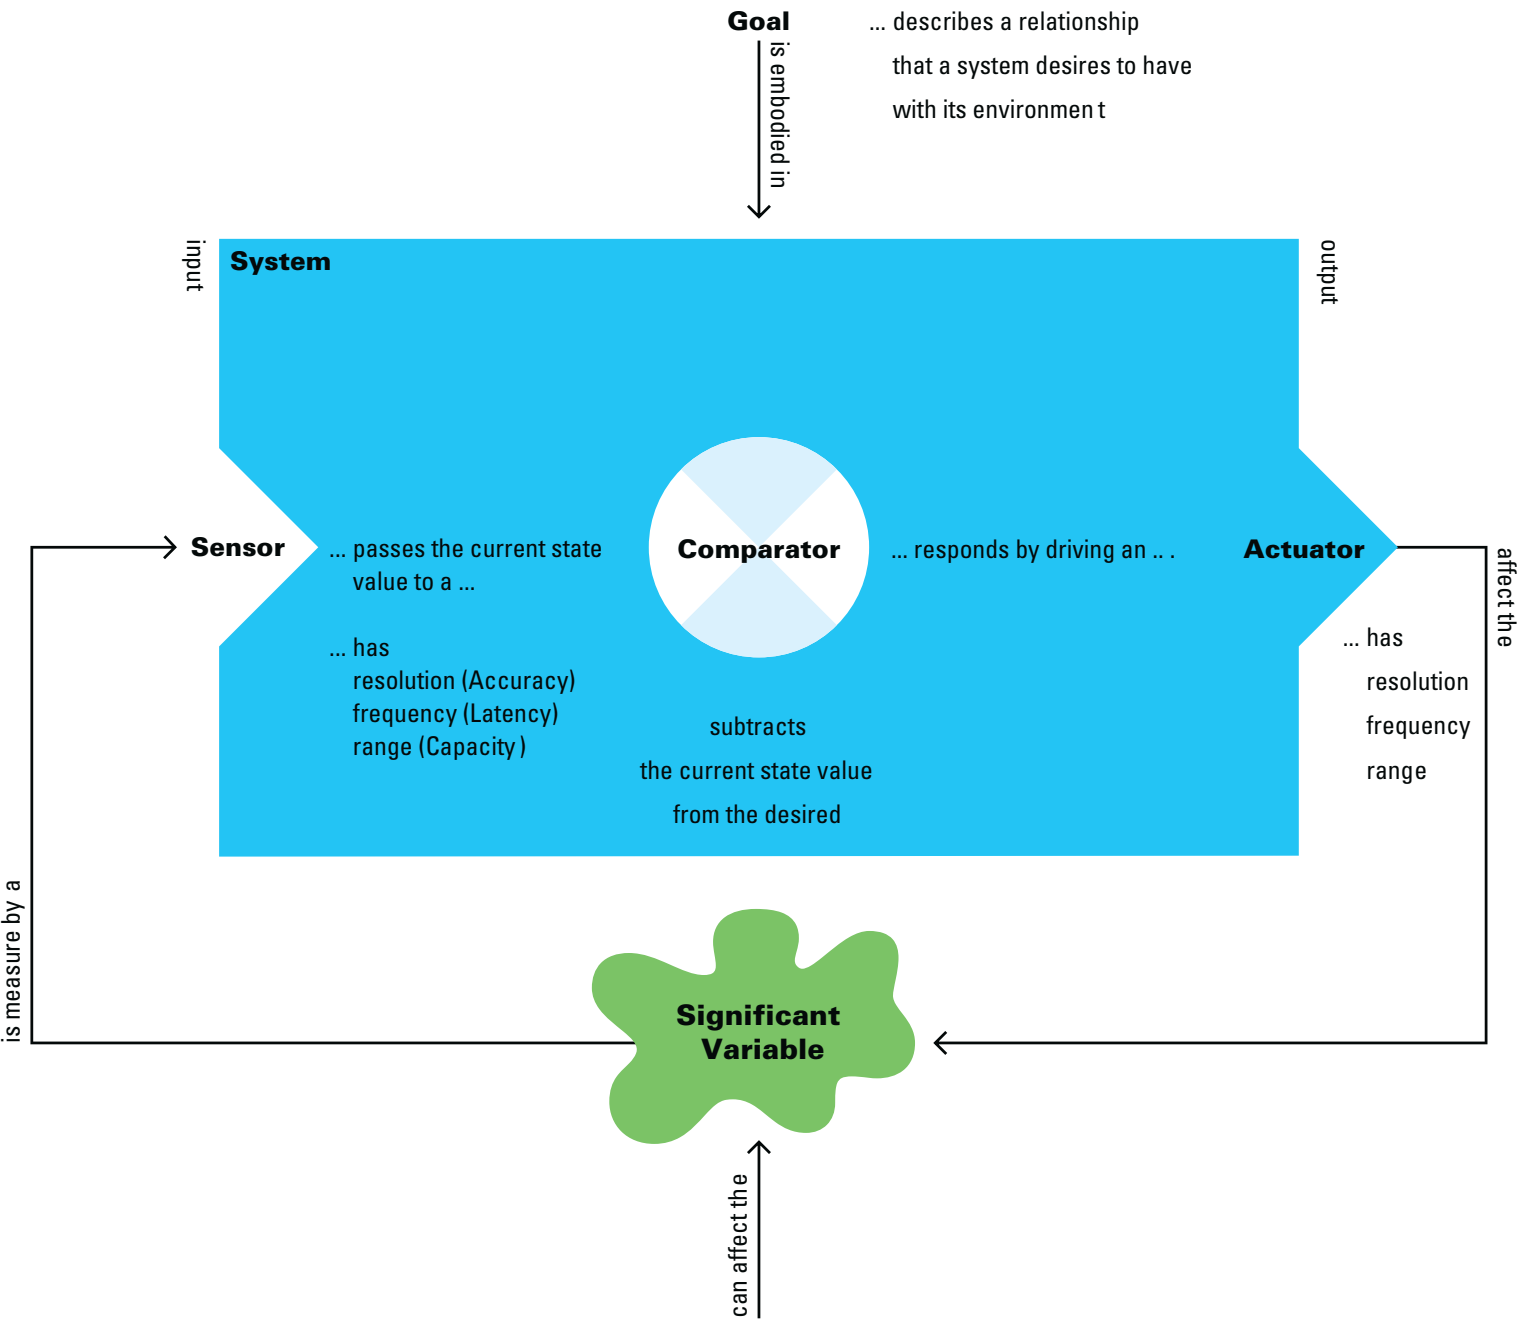 Goal
... describes a relationship
that a system desires to have
with its environment
is embodied in
input
System
output
Sensor
... passes the current state
value to a ...
... has
resolution (Accuracy)
frequency (Latency)
range (Capacity)
Comparator
subtracts
the current state value
from the desired
... responds by driving an .. .
Actuator
... has
resolution
frequency
range
affect the
is measure by a
Significant
Variable
can affect the